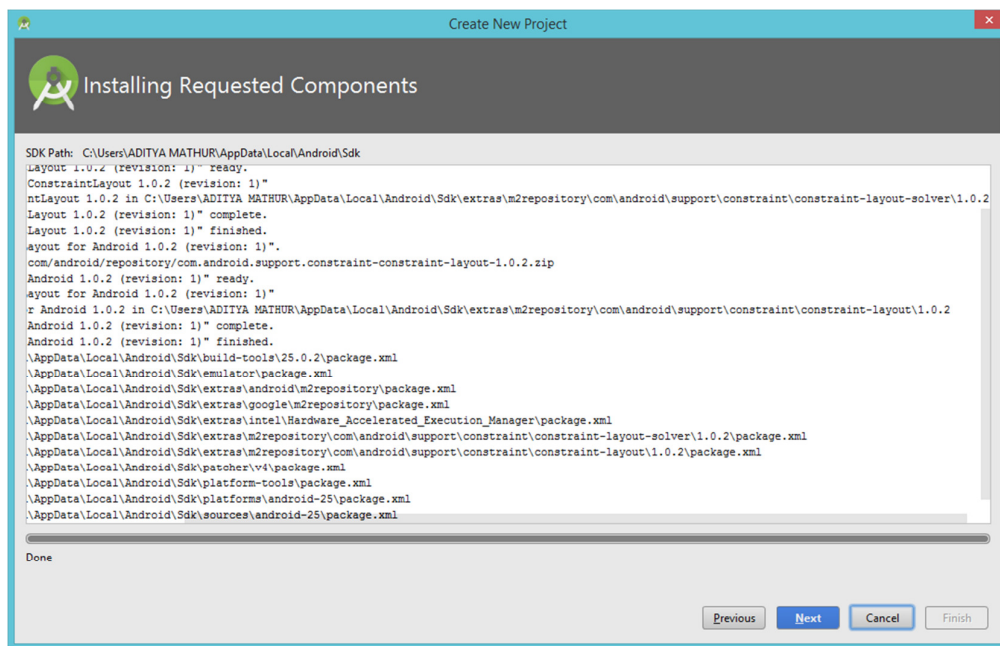 Create New Project
Installing Requested Components
SDK Path: C:\Users\ADITYA MATHUR\AppData\Local\Android\Sdk
Layout 1.0.2 (revision: 1)" ready.
ConstraintLayout 1.0.2 (revision: 1)"
ntLayout 1.0.2 in C:\Users\ADITYA MATHUR\AppData\Local\Android\Sdk\extras\m2repository\com\android\support\constraint\constraint-layout-solver\1.0.2
Layout 1.0.2 (revision: 1)" complete.
Layout 1.0.2 (revision: 1)" finished.
ayout for Android 1.0.2 (revision: 1)".
com/android/repository/com.android.support.constraint-constraint-layout-1.0.2.zip
Android 1.0.2 (revision: 1)" ready.
ayout for Android 1.0.2 (revision: 1)"
r Android 1.0.2 in C:\Users\ADITYA MATHUR\AppData\Local\Android\Sdk\extras\m2repository\com\android\support\constraint\constraint-layout\1.0.2
Android 1.0.2 (revision: 1)" complete.
Android 1.0.2 (revision: 1)" finished.
\AppData\Local\Android\Sdk\build-tools\25.0.2\package.xml
\AppData\Local\Android\Sdk\emulator\package.xml
\AppData\Local\Android\Sdk\extras\android\m2repository\package.xml
\AppData\Local\Android\Sdk\extras\google\m2repository\package.xml
\AppData\Local\Android\Sdk\extras\intel\Hardware_Accelerated_Execution_Manager\package.xml
\AppData\Local\Android\Sdk\extras\m2repository\com\android\support\constraint\constraint-layout-solver\1.0.2\package.xml
\AppData\Local\Android\Sdk\extras\m2repository\com\android\support\constraint\constraint-layout\1.0.2\package.xml
\AppData\Local\Android\Sdk\patcher\v4\package.xml
\AppData\Local\Android\Sdk\platform-tools\package.xml
\AppData\Local\Android\Sdk\platforms\android-25\package.xml
\AppData\Local\Android\Sdk\sources\android-25\package.xml
Done
Previous Next Cancel Finish